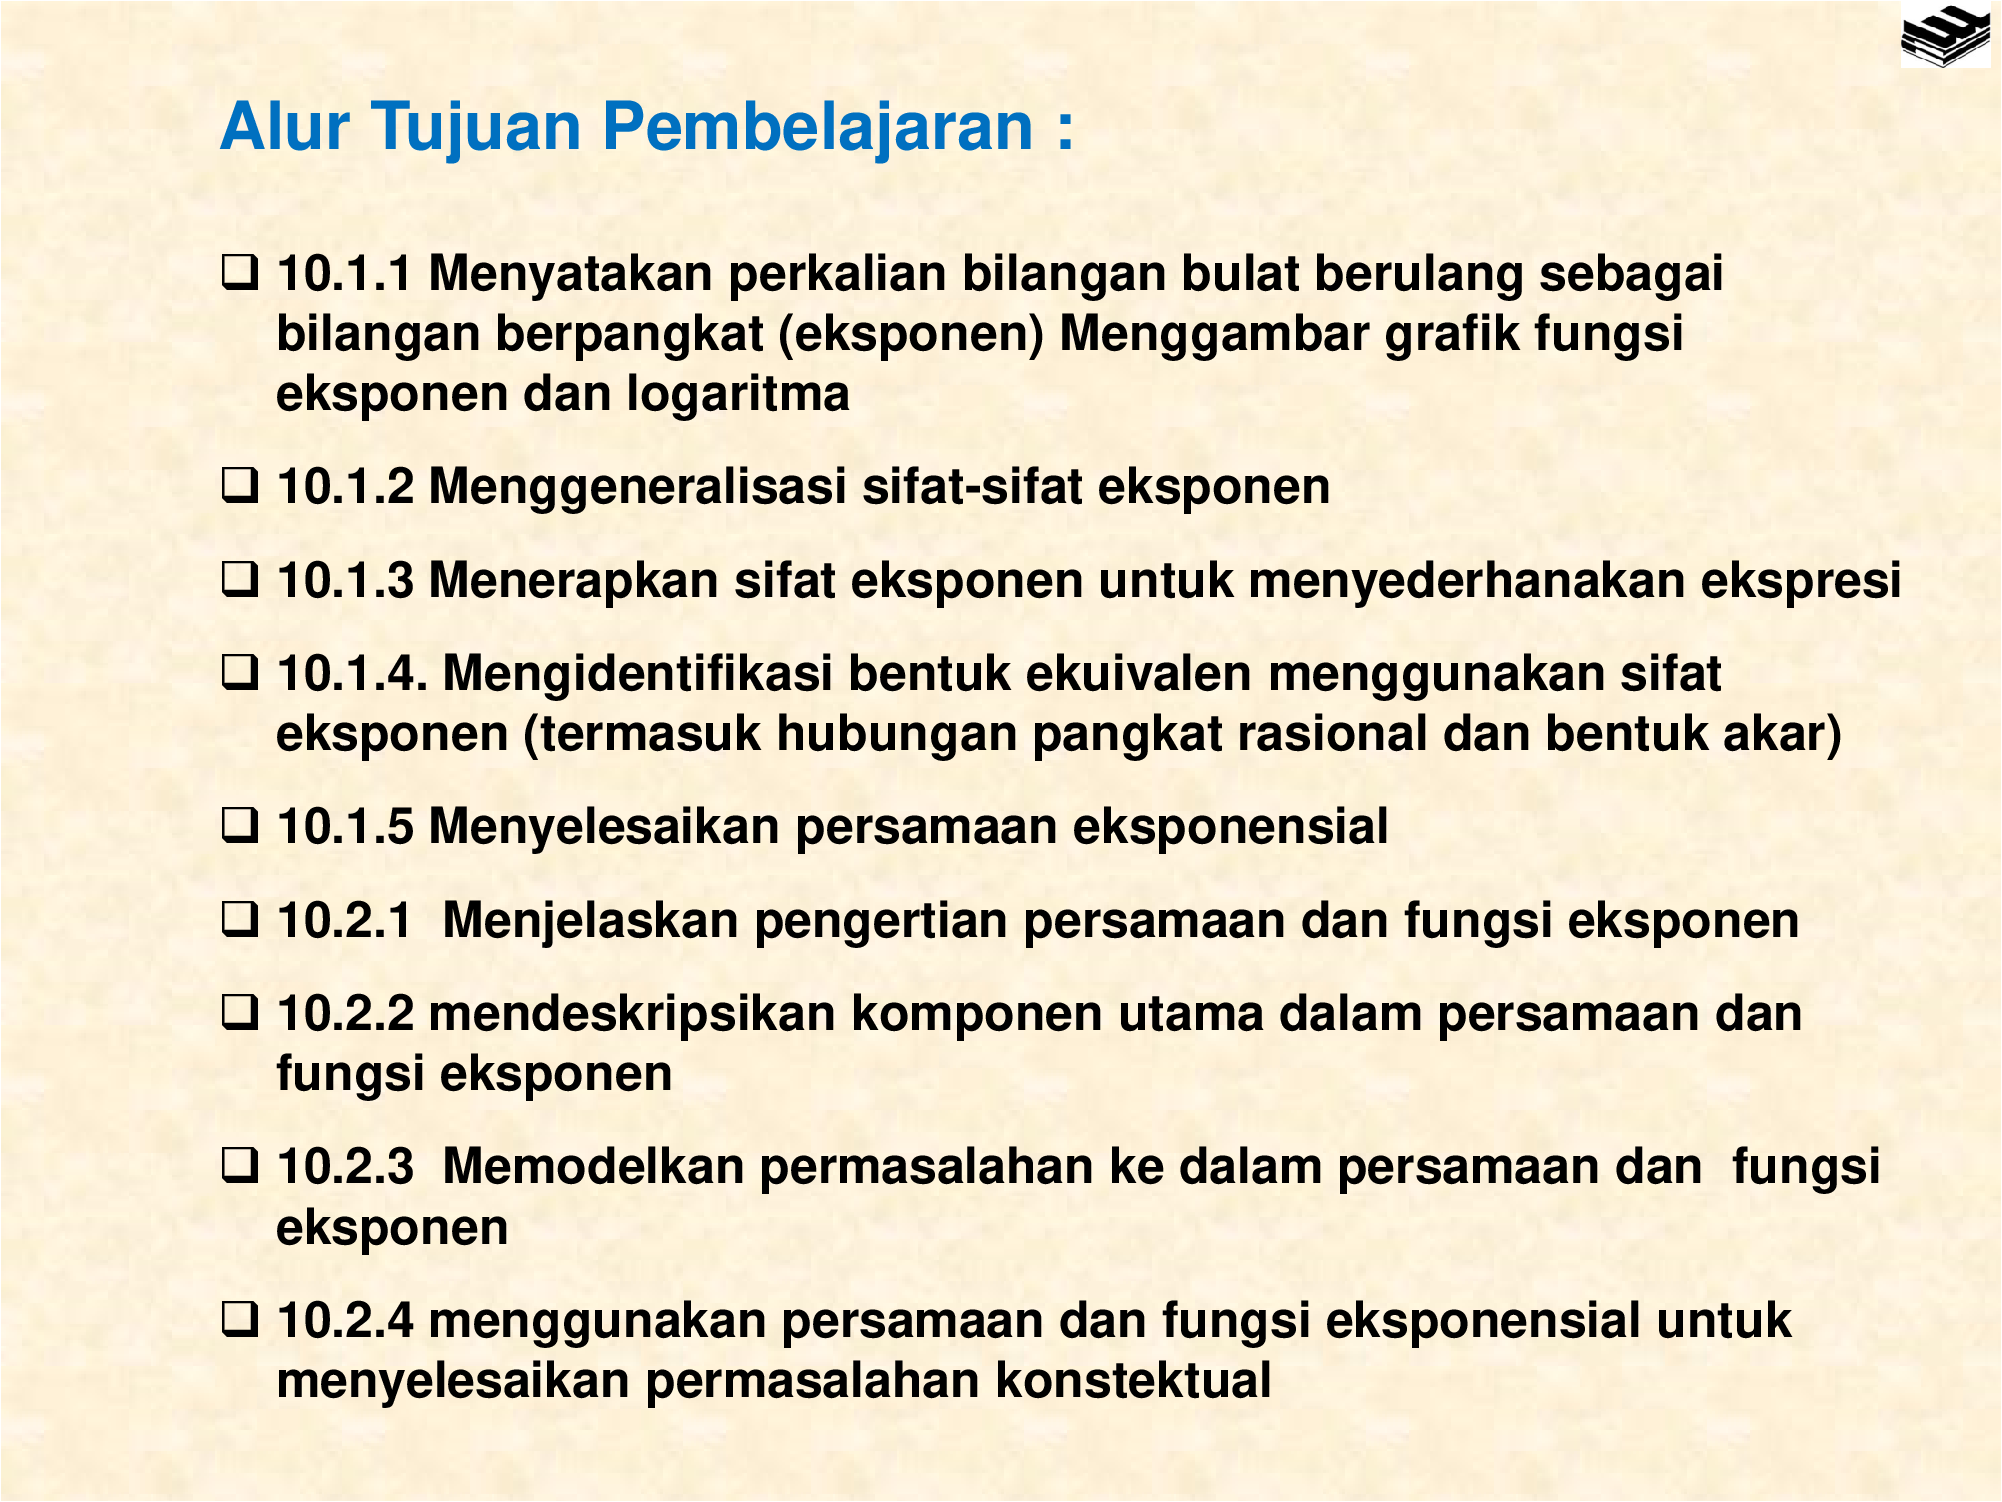 Alur Tujuan Pembelajaran :
❑ 10.1.1 Menyatakan perkalian bilangan bulat berulang sebagai
bilangan berpangkat (eksponen) Menggambar grafik fungsi
eksponen dan logaritma
❑ 10.1.2 Menggeneralisasi sifat-sifat eksponen
❑ 10.1.3 Menerapkan sifat eksponen untuk menyederhanakan ekspresi
❑ 10.1.4. Mengidentifikasi bentuk ekuivalen menggunakan sifat
eksponen (termasuk hubungan pangkat rasional dan bentuk akar)
❑ 10.1.5 Menyelesaikan persamaan eksponensial
❑ 10.2.1 Menjelaskan pengertian persamaan dan fungsi eksponen
❑ 10.2.2 mendeskripsikan komponen utama dalam persamaan dan
fungsi eksponen
❑ 10.2.3 Memodelkan permasalahan ke dalam persamaan dan fungsi
eksponen
❑ 10.2.4 menggunakan persamaan dan fungsi eksponensial untuk
menyelesaikan permasalahan konstektual